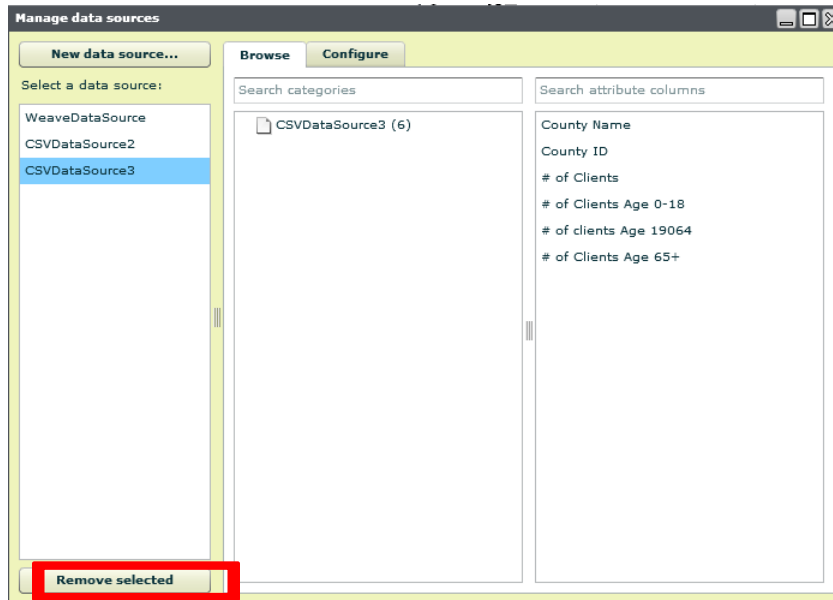 Manage data sources
New data source...
Browse
Configure
Select a data source:
Search categories
Search attribute columns
WeaveDataSource
CSVDataSource2
CSVDataSource3
CSVDataSource3 (6)
County Name
County ID
# of Clients
# of Clients Age 0-18
# of clients Age 19064
# of Clients Age 65+
Remove selected